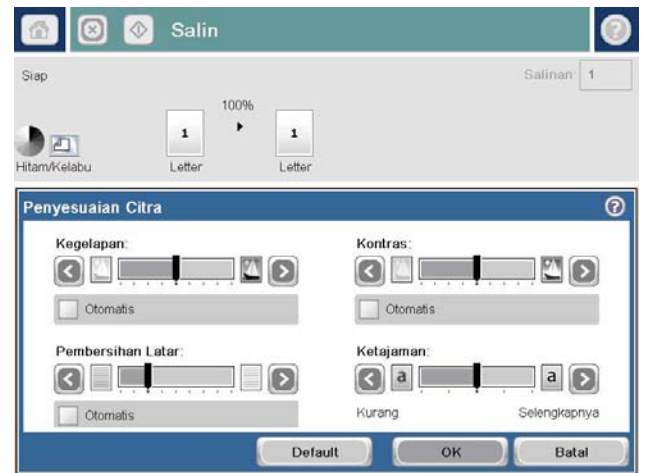 Salin
Siap
Salinan: 1
100%
1 1
Letter Letter
Hitam/Kelabu
Penyesuaian Citra
Kegelapan: Kontras:
Otomatis Otomatis
Pembersihan Latar: Ketajaman:
a a
Otomatis Kurang Selengkapnya
Default OK Batal